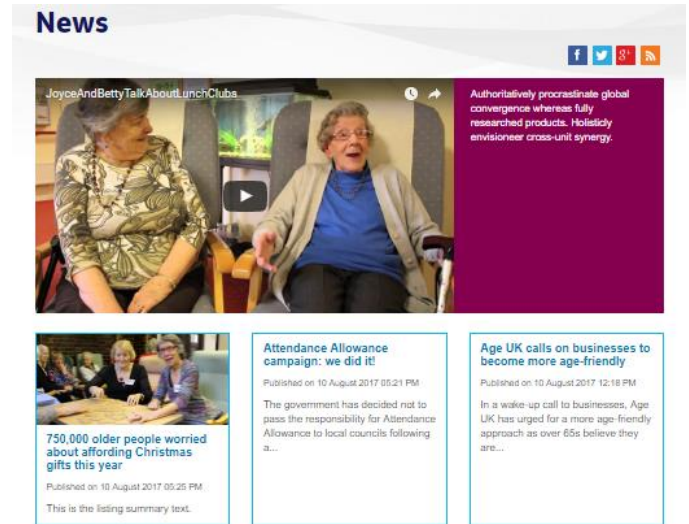 News
f g+
JoyceAndBettyTalkAboutLunchClubs
Authoritatively procrastinate global
convergence whereas fully
researched products. Holisticly
envisioneer cross-unit synergy.
750,000 older people worried
about affording Christmas
gifts this year
Published on 10 August 2017 05:25 PM
This is the listing summary text.
Attendance Allowance
campaign: we did it!
Published on 10 August 2017 05:21 PM
The government has decided not to
pass the responsibility for Attendance
Allowance to local councils following
a...
Age UK calls on businesses to
become more age-friendly
Published on 10 August 2017 12:18 PM
In a wake-up call to businesses, Age
UK has urged for a more age-friendly
approach as over 65s believe they
are...